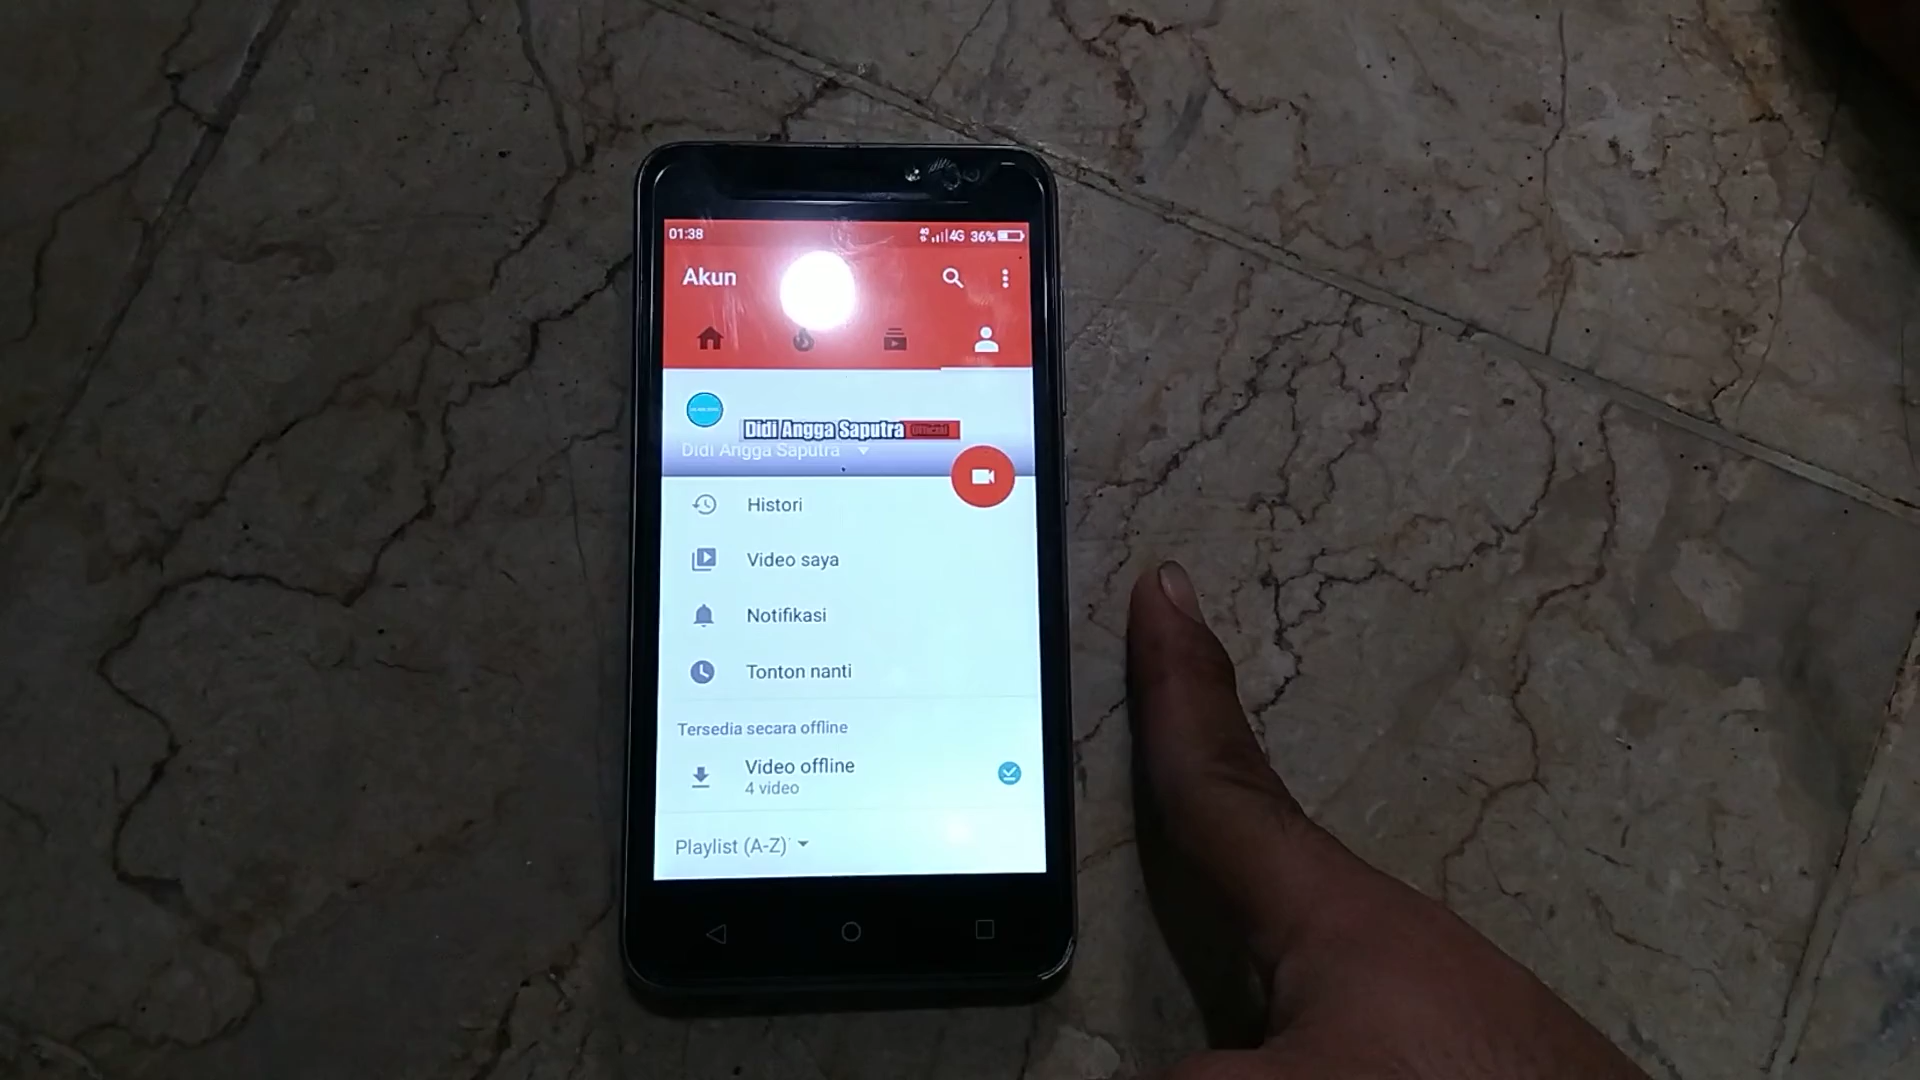 01:38 4G 36%
Akun
Didi Angga Saputra
Didi Angga Saputra
Histori
Video saya
Notifikasi
Tonton nanti
Tersedia secara offline
Video offline
4 video
Playlist (A-Z)